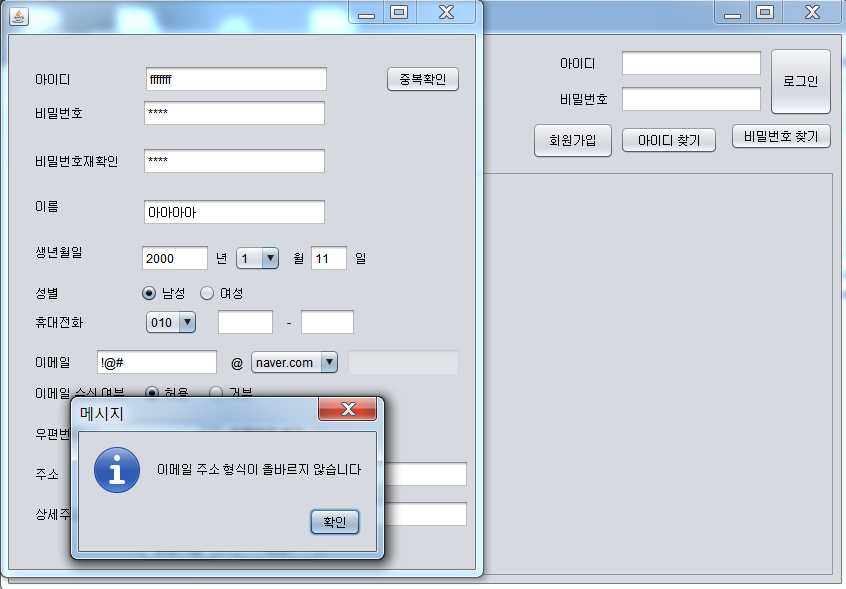 아이디 fffffff 중복확인
비밀번호 ****
비밀번호재확인 ****
이름 아아아아
생년월일 2000 년 1 월 11 일
성별 남성 여성
휴대전화 010 -
이메일 !@# @ naver.com
이메일 수신 여부 허용 거부
우편번
주소
상세주
메시지
이메일 주소 형식이 올바르지 않습니다
확인
아이디
비밀번호
로그인
회원가입 아이디 찾기 비밀번호 찾기